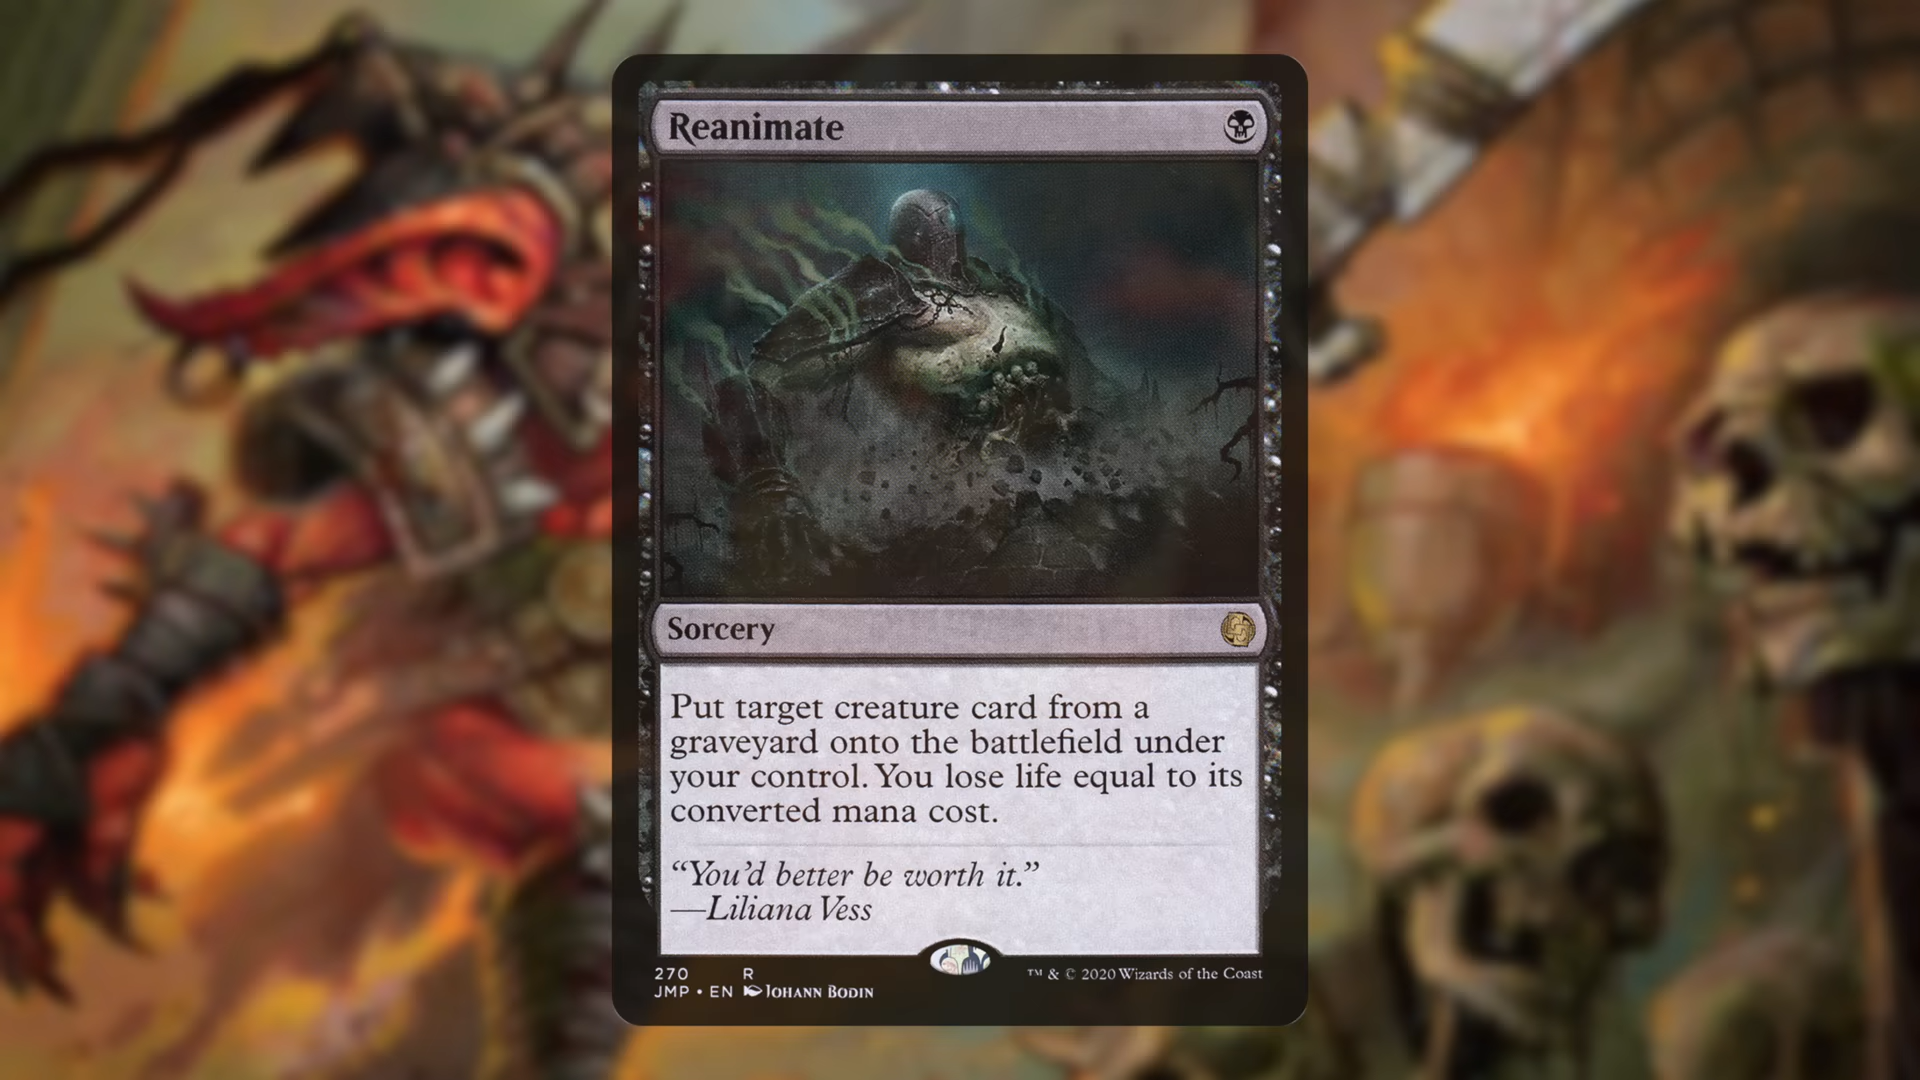 Reanimate
Sorcery
Put target creature card from a
graveyard onto the battlefield under
your control. You lose life equal to its
converted mana cost.
“You’d better be worth it.”
—Liliana Vess
270 R
JMP • EN Johann Bodin
™ & © 2020 Wizards of the Coast